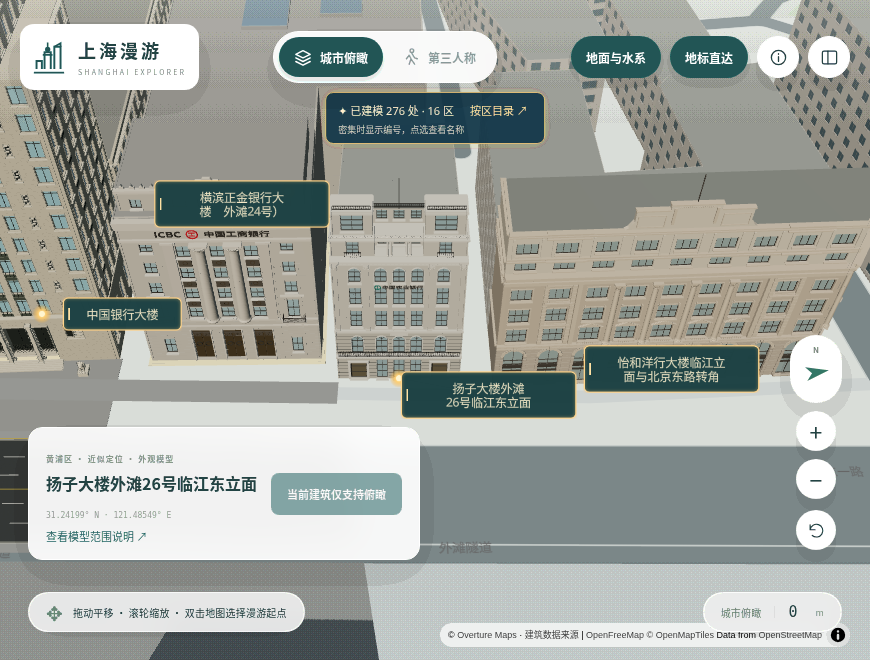 上海漫游
SHANGHAI EXPLORER
城市俯瞰
第三人称
地面与水系
地标直达
✦ 已建模 276 处 · 16 区 按区目录 ↗
密集时显示编号，点选查看名称
横滨正金银行大
楼 外滩24号）
ICBC 中国工商银行
中国银行大楼
扬子大楼外滩
26号临江东立面
怡和洋行大楼临江立
面与北京东路转角
N
+
−
黄浦区 · 近似定位 · 外观模型
扬子大楼外滩26号临江东立面
当前建筑仅支持俯瞰
31.24199° N · 121.48549° E
查看模型范围说明 ↗
外滩隧道
拖动平移 · 滚轮缩放 · 双击地图选择漫游起点
城市俯瞰 0 m
© Overture Maps · 建筑数据来源 | OpenFreeMap © OpenMapTiles Data from OpenStreetMap